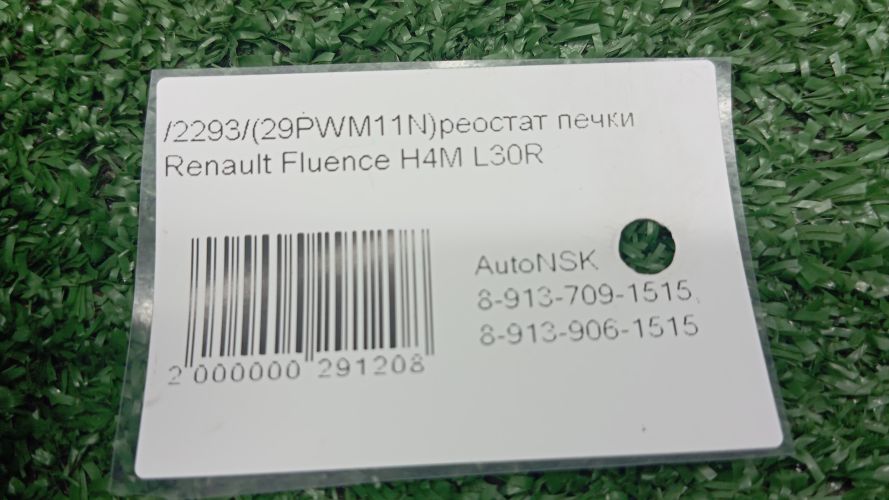 /2293/(29PWM11N)реостат печки
Renault Fluence H4M L30R
AutoNSK
8-913-709-1515,
8-913-906-1515
2 000000 291208